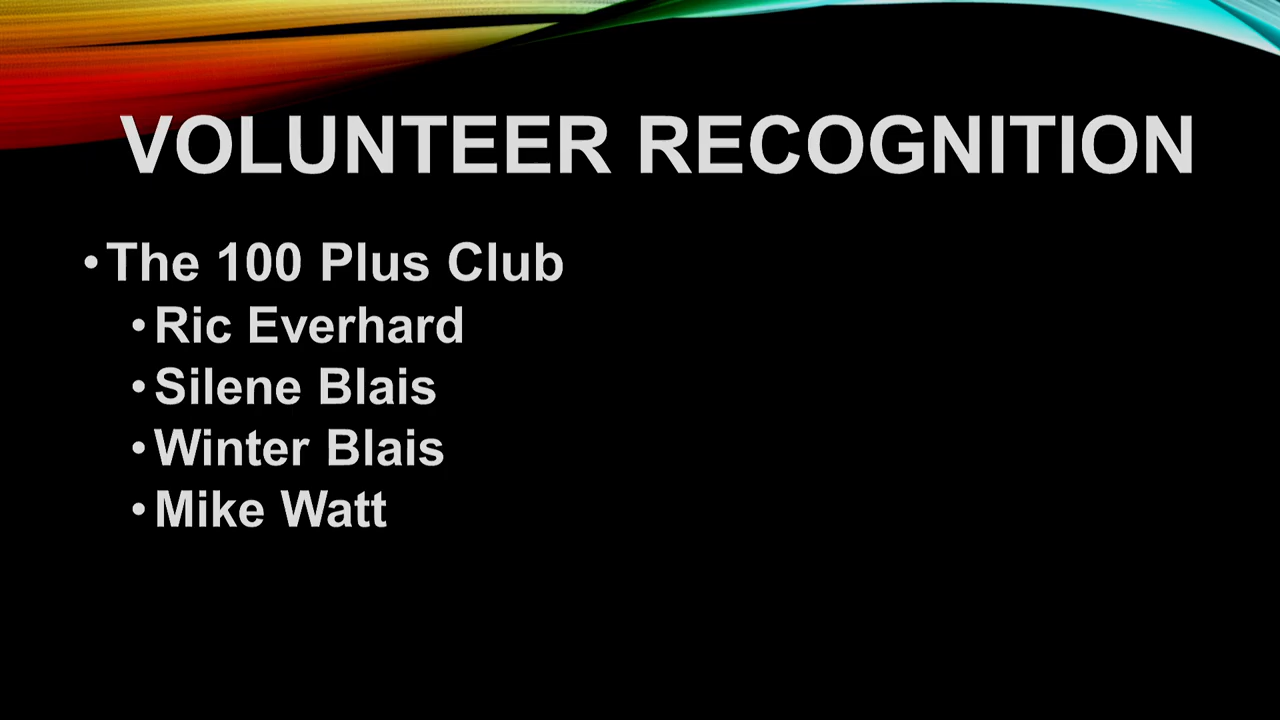 VOLUNTEER RECOGNITION
•The 100 Plus Club
•Ric Everhard
•Silene Blais
•Winter Blais
•Mike Watt